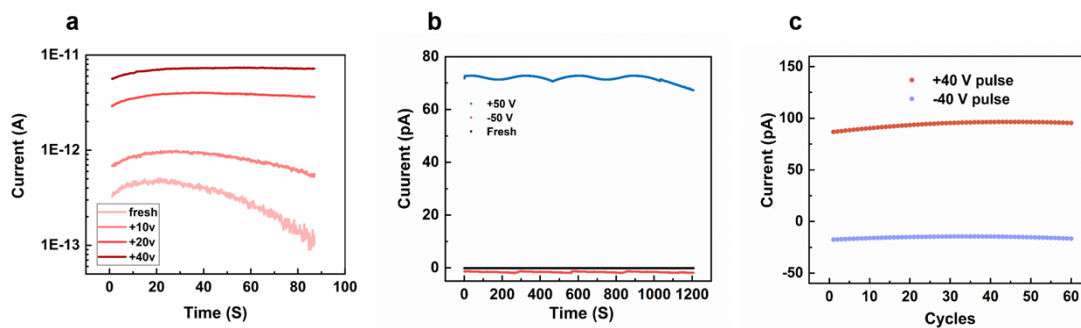 a
1E-11
1E-12
1E-13
Current (A)
fresh
+10v
+20v
+40v
0
20
40
60
80
100
Time (S)
b
80
60
40
20
0
Cuurent (pA)
+50 V
-50 V
Fresh
0
200
400
600
800
1000
1200
Time (S)
c
150
100
50
0
-50
Current (pA)
+40 V pulse
-40 V pulse
0
10
20
30
40
50
60
Cycles